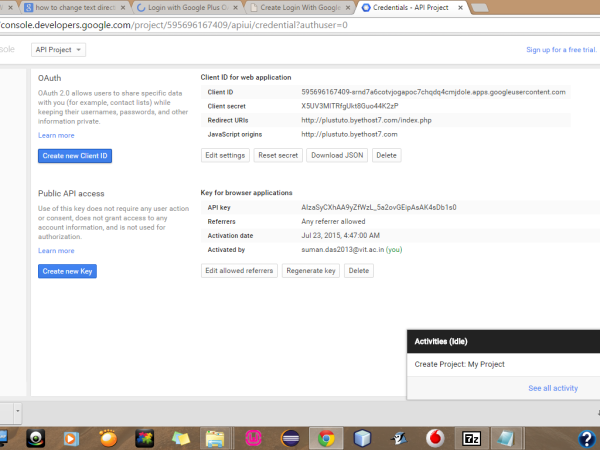 how to change text direct
Login with Google Plus O
Create Login With Google
Credentials - API Project
/console.developers.google.com/project/595696167409/apiui/credential?authuser=0
sole
API Project
Sign up for a free trial.
OAuth
OAuth 2.0 allows users to share specific data
with you (for example, contact lists) while
keeping their usernames, passwords, and other
information private.
Learn more
Create new Client ID
Client ID for web application
Client ID 595696167409-srnd7a6cotvjogapoc7chqdq4cmjdole.apps.googleusercontent.com
Client secret X5UV3MITRfgUkt8Guo44K2zP
Redirect URIs http://plustuto.byethost7.com/index.php
JavaScript origins http://plustuto.byethost7.com
Edit settings Reset secret Download JSON Delete
Public API access
Use of this key does not require any user action
or consent, does not grant access to any
account information, and is not used for
authorization.
Learn more
Create new Key
Key for browser applications
API key AIzaSyCXhAA9yZfWzL_5a2ovGEipAsAK4sDb1s0
Referrers Any referrer allowed
Activation date Jul 23, 2015, 4:47:00 AM
Activated by suman.das2013@vit.ac.in (you)
Edit allowed referrers Regenerate key Delete
Activities (Idle)
Create Project: My Project
See all activity
7z